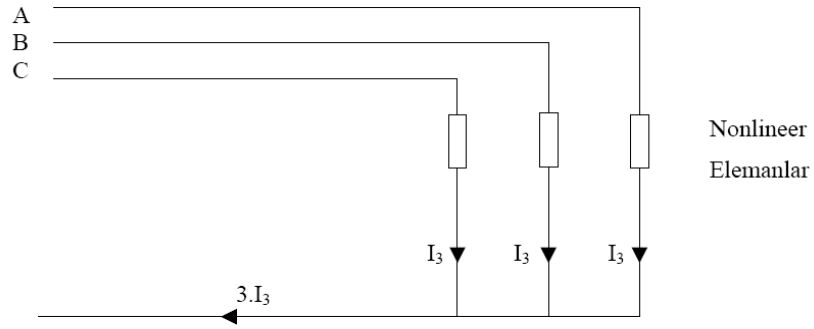 A
B
C
Nonlineer
Elemanlar
I₃ I₃ I₃
3.I₃